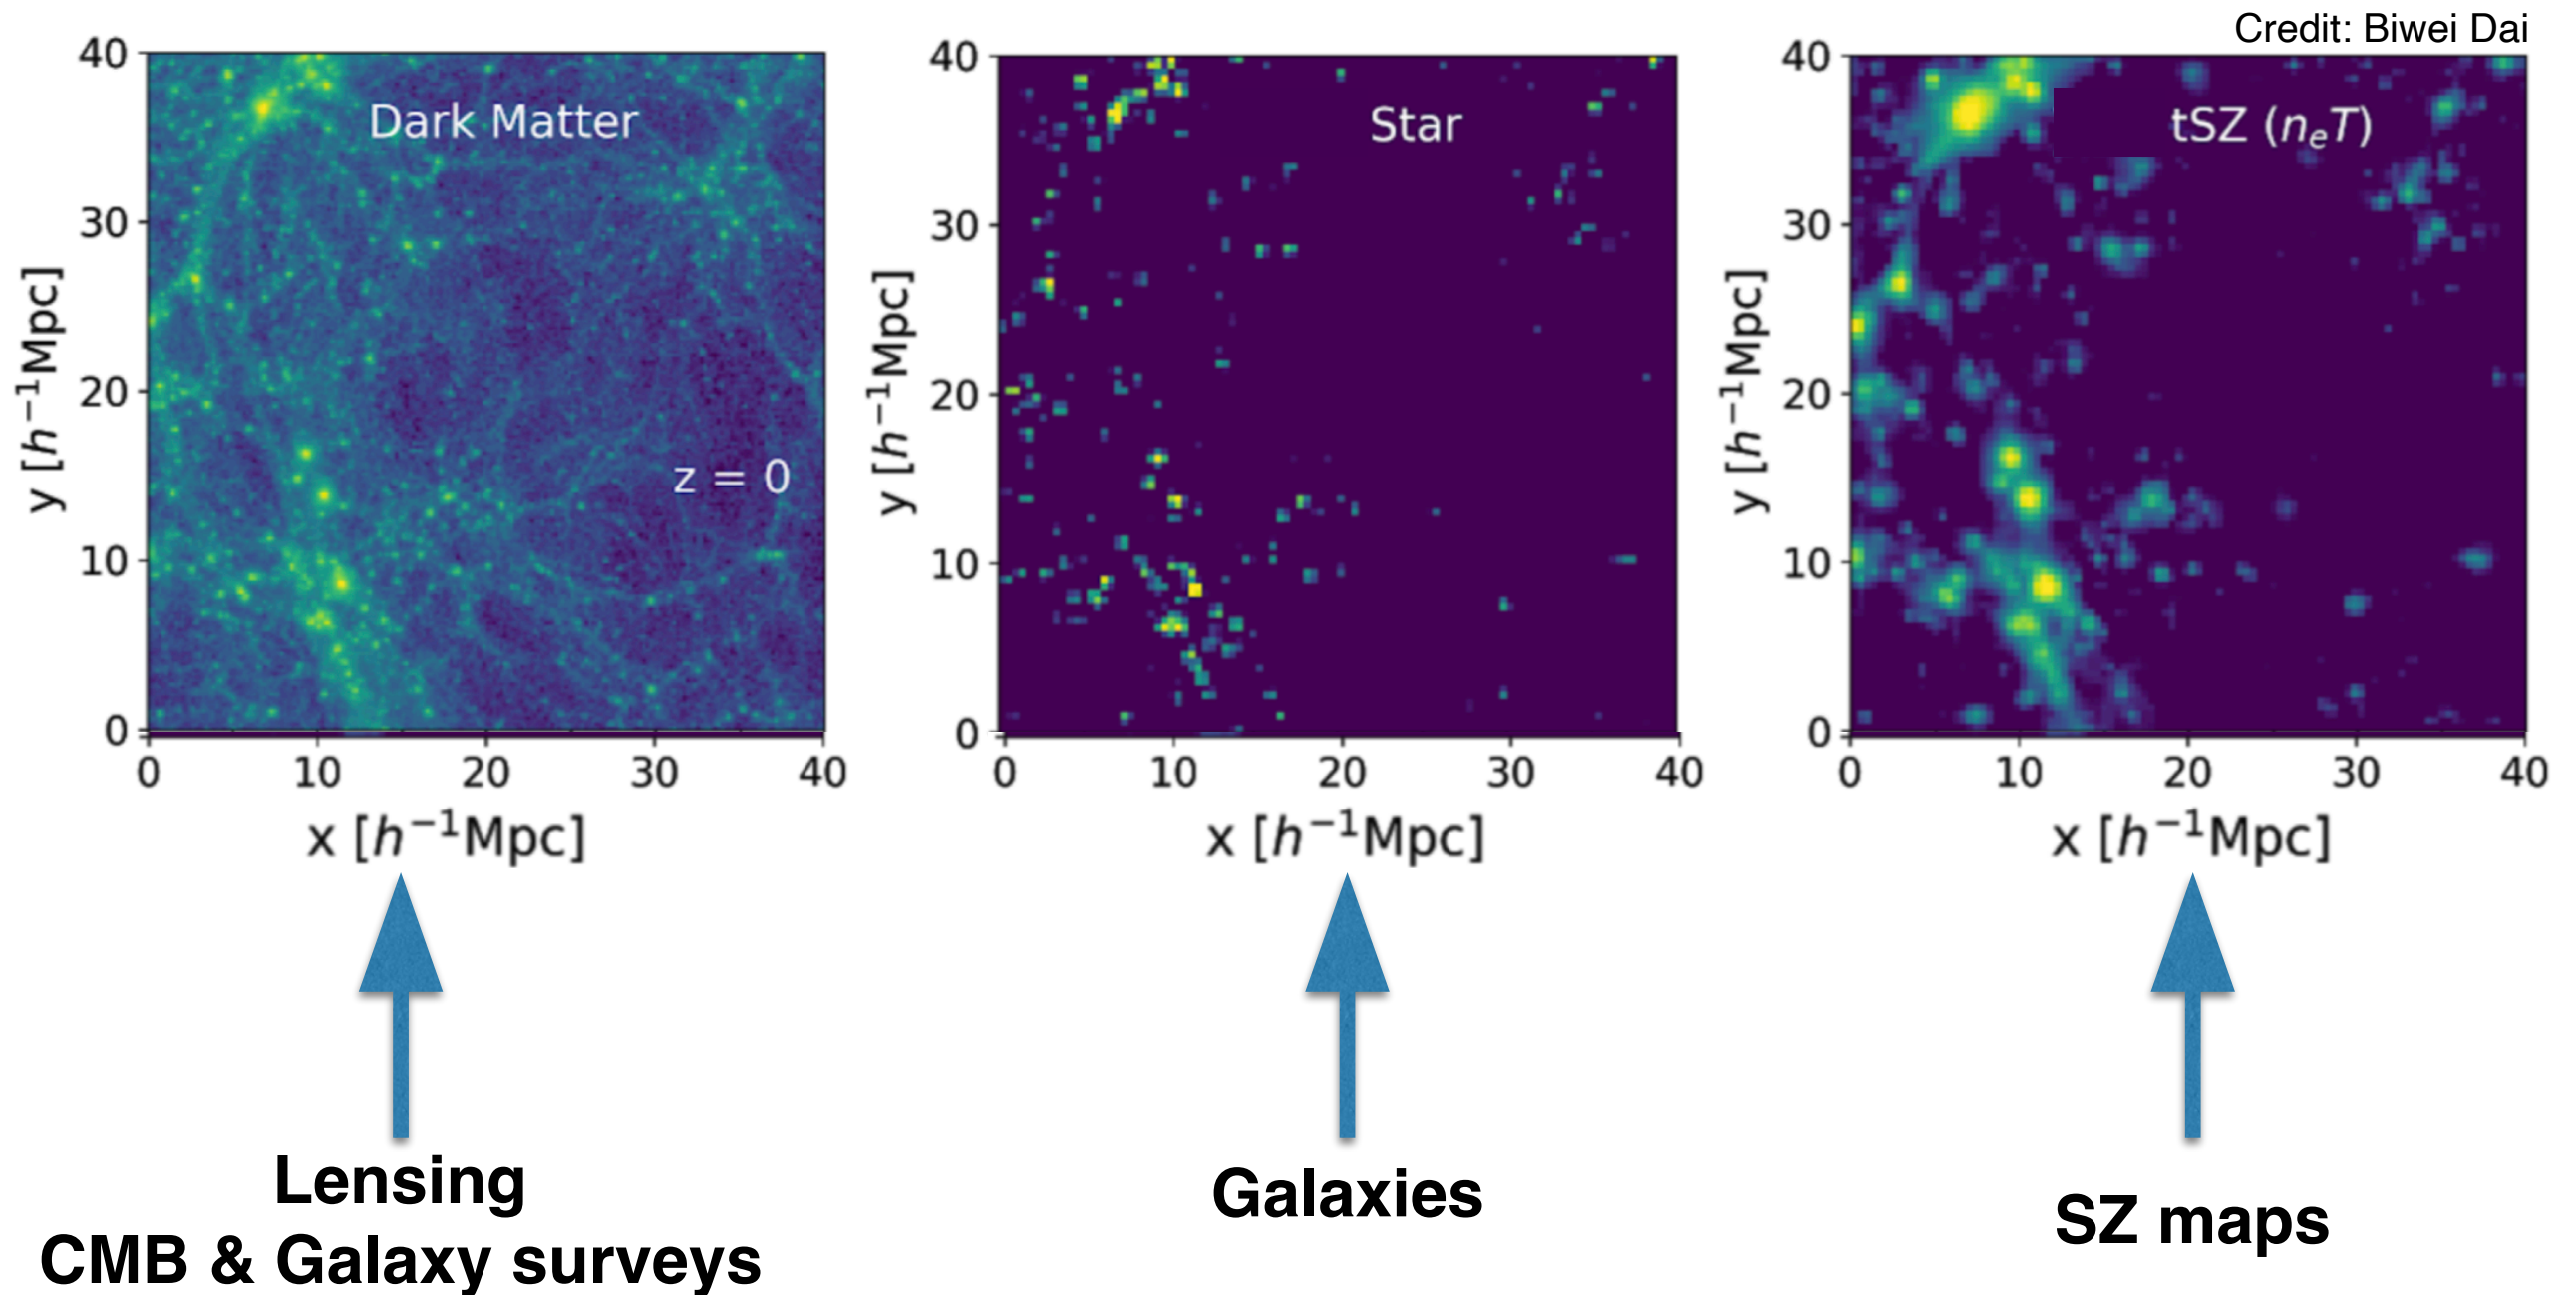 Credit: Biwei Dai
40
30
20
10
0
y [h⁻¹Mpc]
Dark Matter
z = 0
0 10 20 30 40
x [h⁻¹Mpc]
40
30
20
10
0
y [h⁻¹Mpc]
Star
0 10 20 30 40
x [h⁻¹Mpc]
40
30
20
10
0
y [h⁻¹Mpc]
tSZ (nₑT)
0 10 20 30 40
x [h⁻¹Mpc]
Lensing
CMB & Galaxy surveys
Galaxies
SZ maps